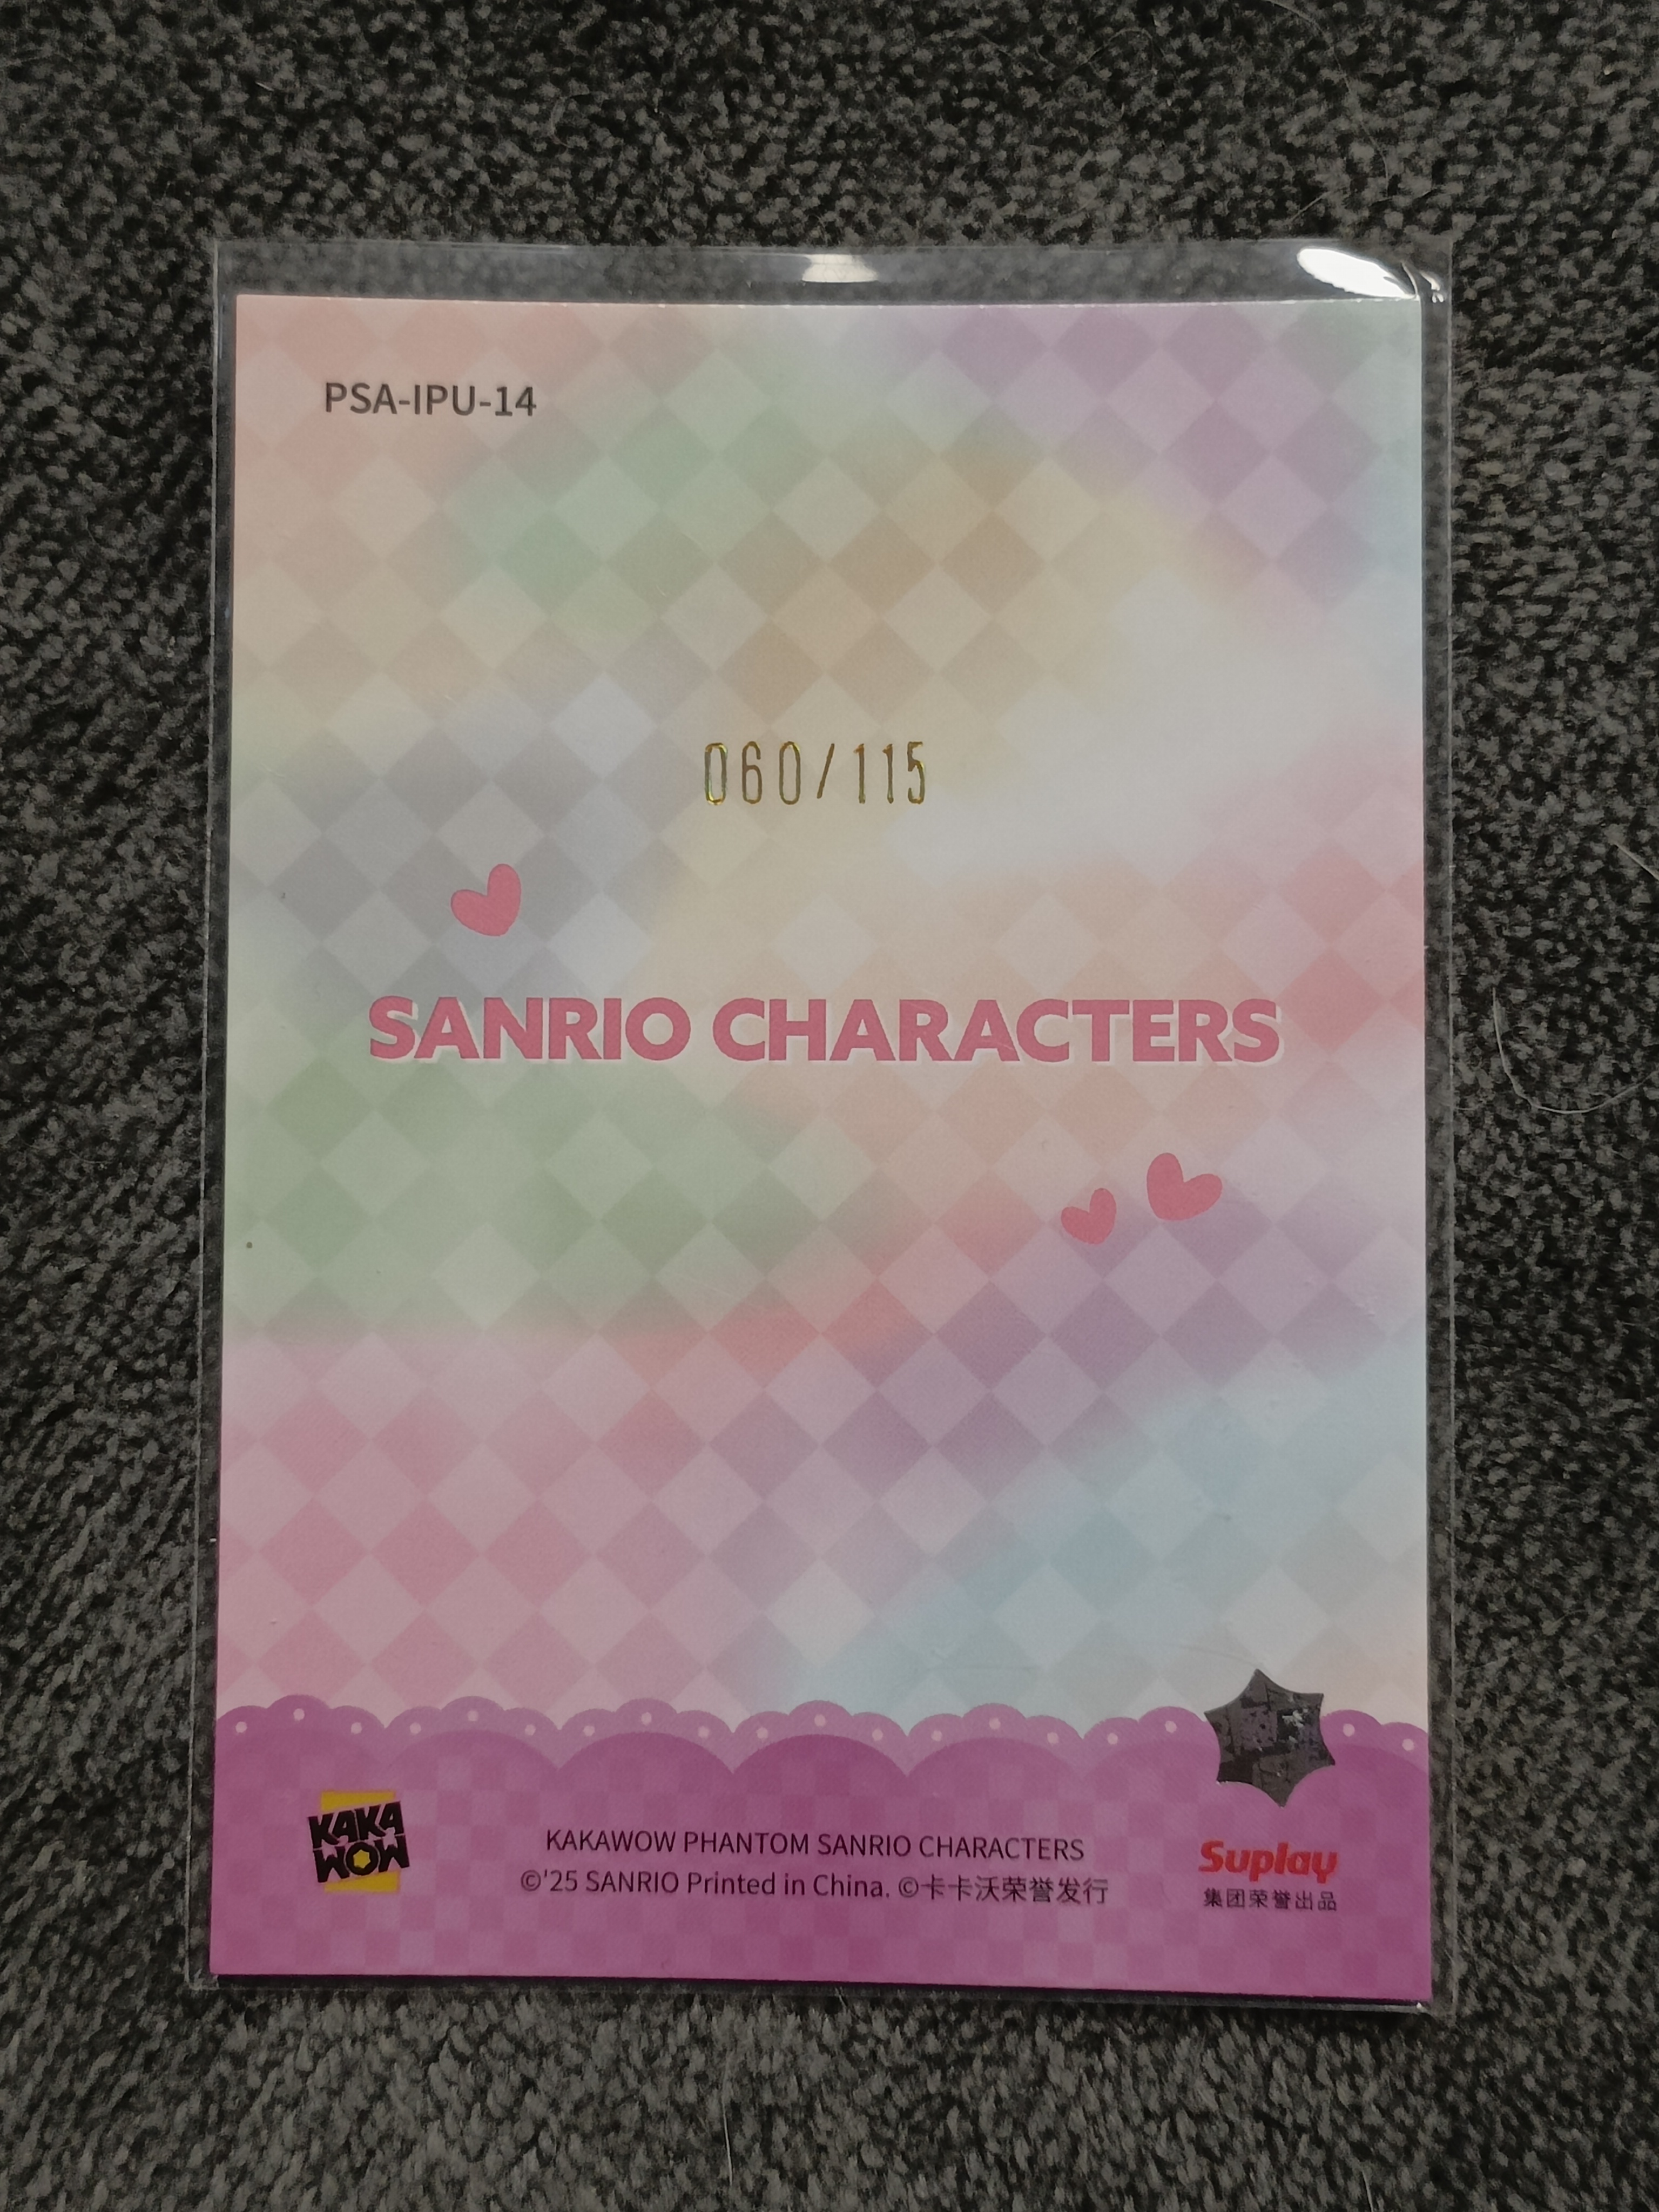 PSA-IPU-14
060/115
SANRIO CHARACTERS
KAKA
WOW
KAKAWOW PHANTOM SANRIO CHARACTERS
©'25 SANRIO Printed in China. ©卡卡沃荣誉发行
Suplay
集团荣誉出品